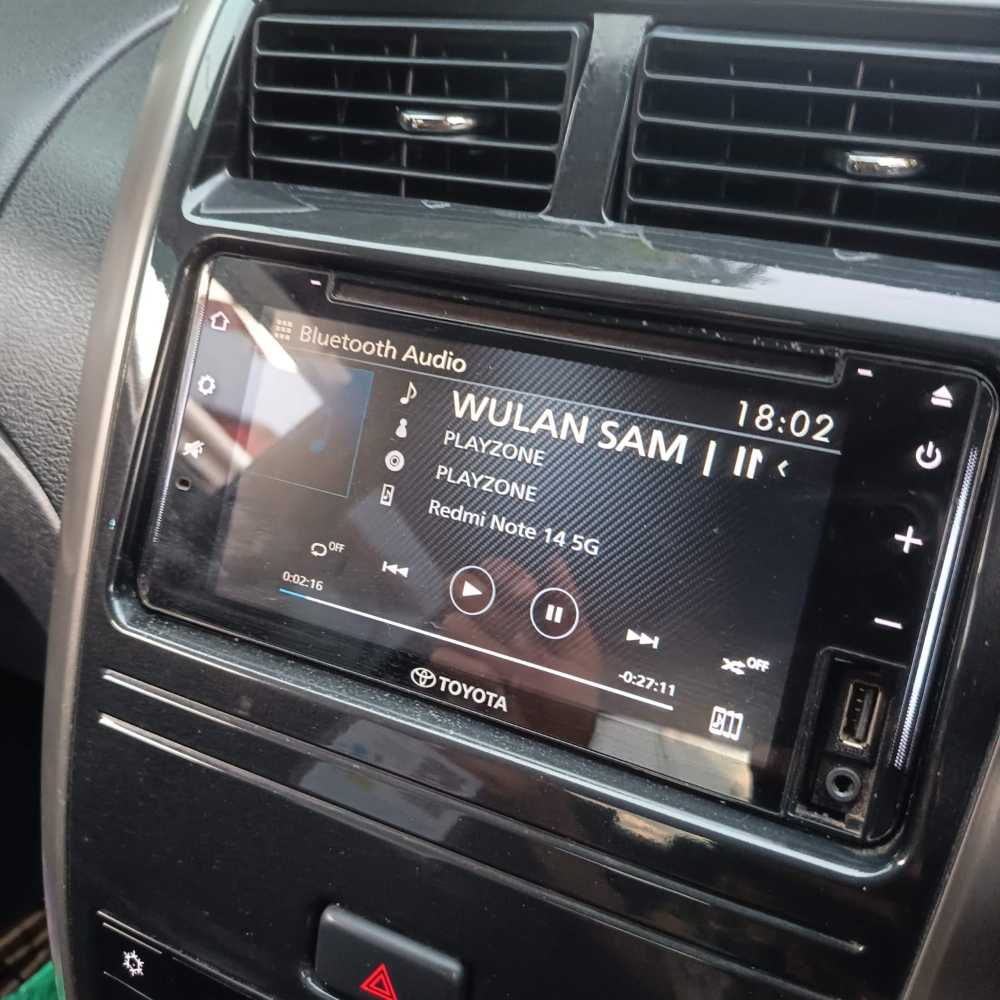 Bluetooth Audio
18:02
WULAN SAM |
PLAYZONE
PLAYZONE
Redmi Note 14 5G
OFF
0:02:16
-0:27:11
OFF
TOYOTA